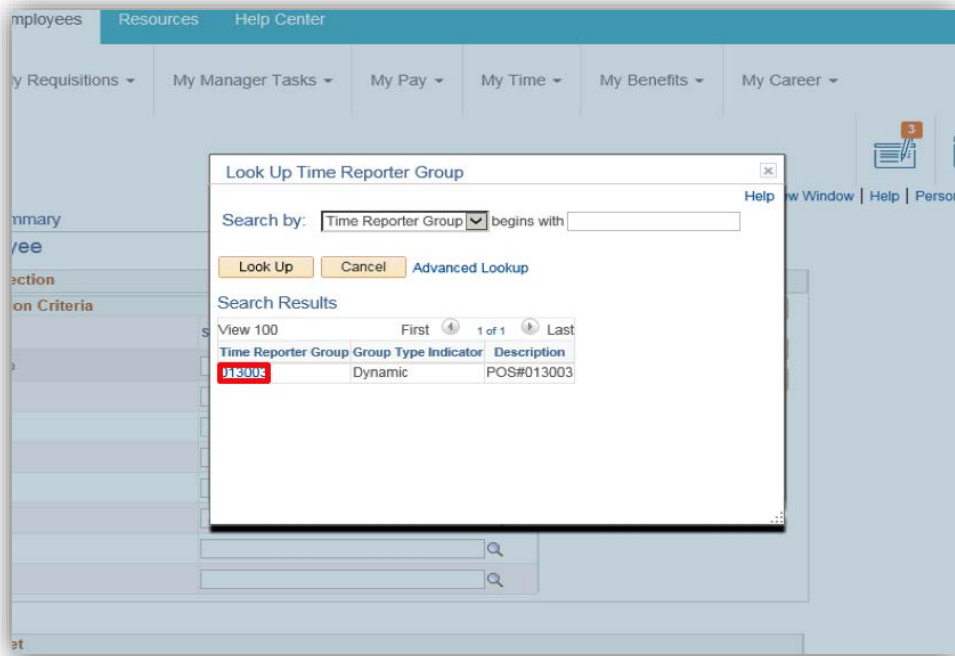 mployees Resources Help Center
y Requisitions My Manager Tasks My Pay My Time My Benefits My Career
3
Look Up Time Reporter Group
Help w Window | Help | Person
mmary
Search by: Time Reporter Group begins with
yee
Look Up Cancel Advanced Lookup
ection
on Criteria
Search Results
s View 100 First 1 of 1 Last
Time Reporter Group Group Type Indicator Description
013003 Dynamic POS#013003
et